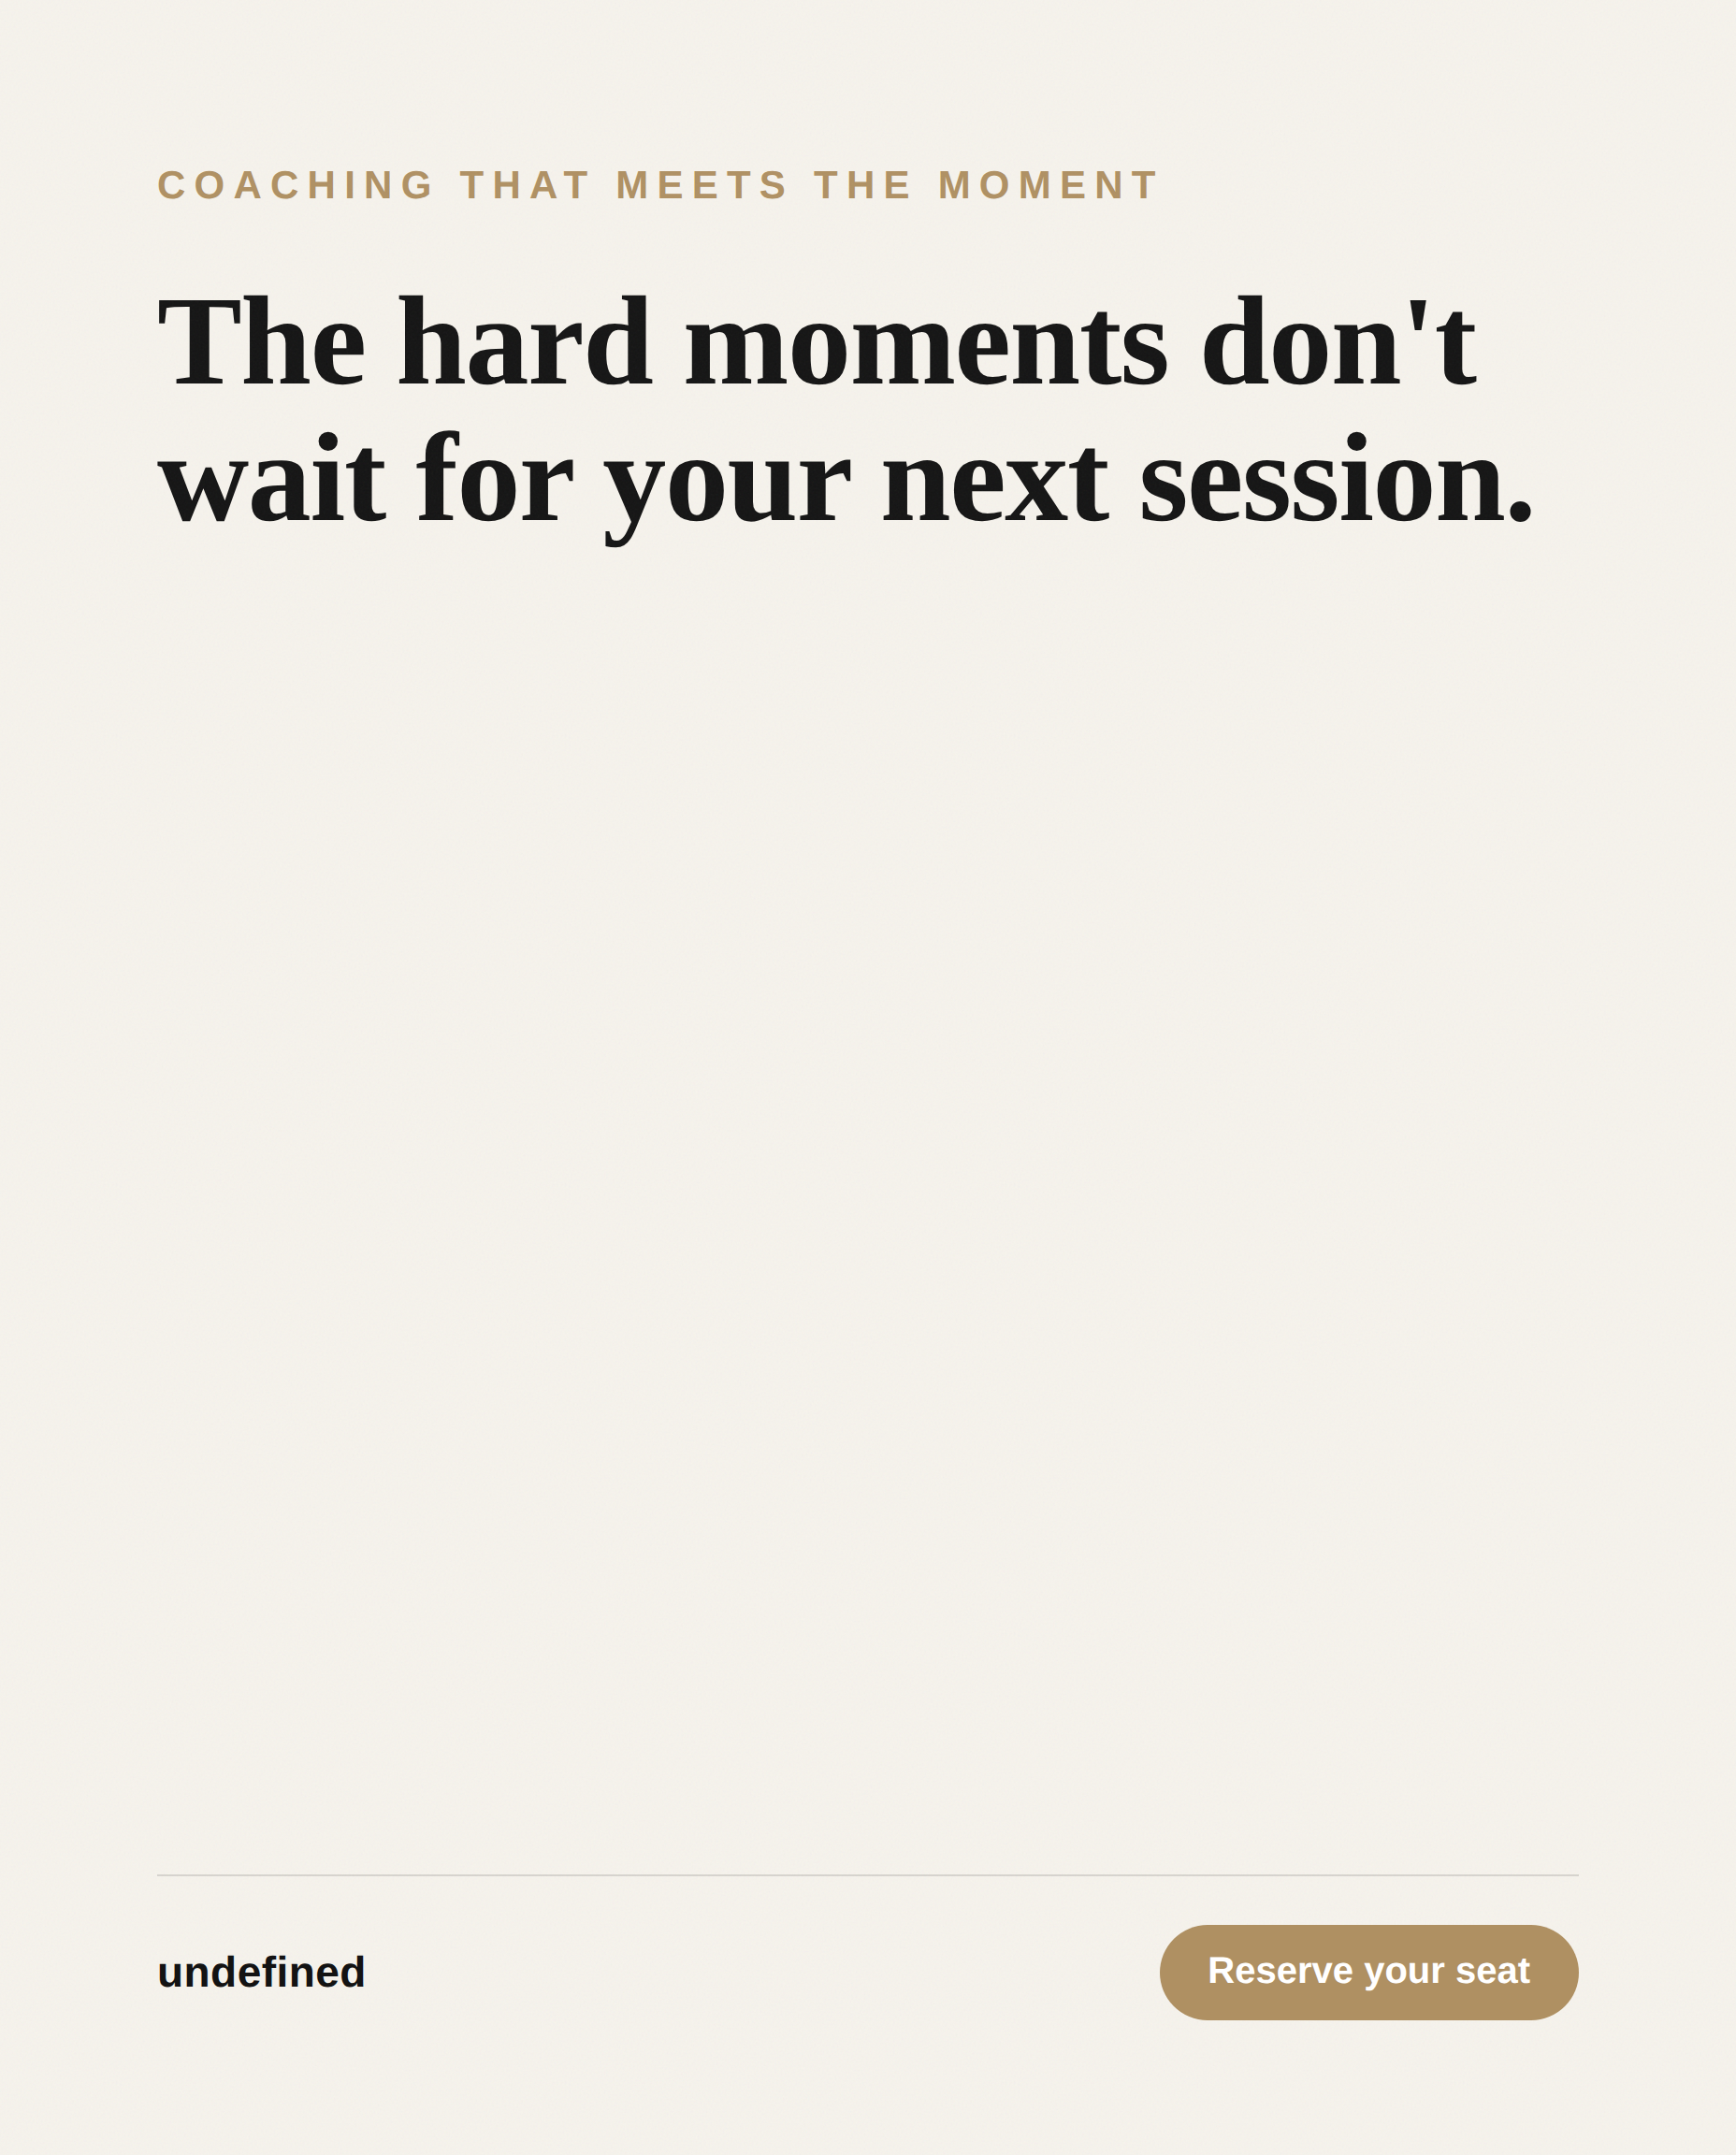 COACHING THAT MEETS THE MOMENT
The hard moments don't
wait for your next session.
undefined
Reserve your seat